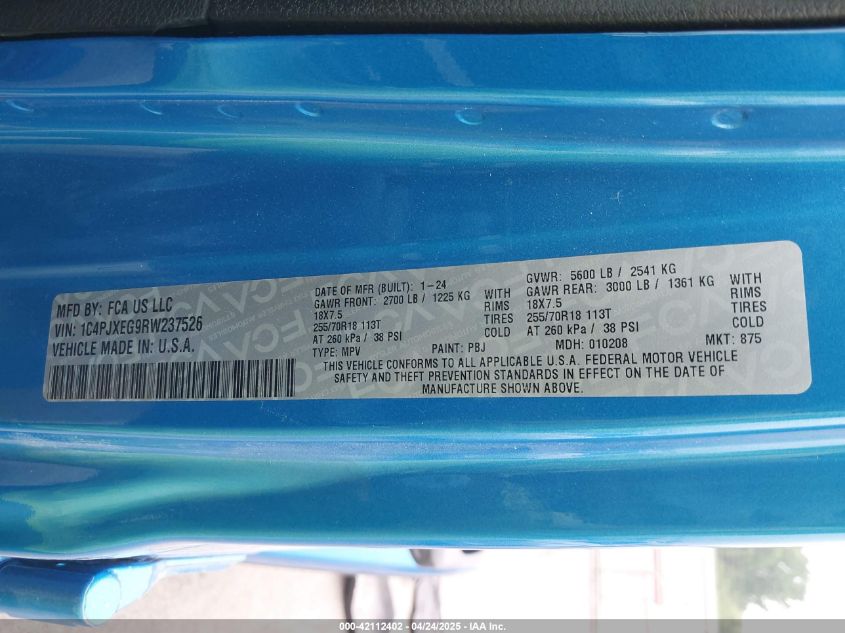 MFD BY: FCA US LLC
VIN: 1C4PJXEG9RW237526
VEHICLE MADE IN: U.S.A.
DATE OF MFR (BUILT): 1-24
GAWR FRONT: 2700 LB / 1225 KG WITH
18X7.5 RIMS
255/70R18 113T TIRES
AT 260 kPa / 38 PSI COLD
TYPE: MPV PAINT: PBJ MDH: 010208 MKT: 875
GVWR: 5600 LB / 2541 KG
GAWR REAR: 3000 LB / 1361 KG WITH
18X7.5 RIMS
255/70R18 113T TIRES
AT 260 kPa / 38 PSI COLD
THIS VEHICLE CONFORMS TO ALL APPLICABLE U.S.A. FEDERAL MOTOR VEHICLE
SAFETY AND THEFT PREVENTION STANDARDS IN EFFECT ON THE DATE OF
MANUFACTURE SHOWN ABOVE.
000-42112402 - 04/24/2025 - IAA Inc.